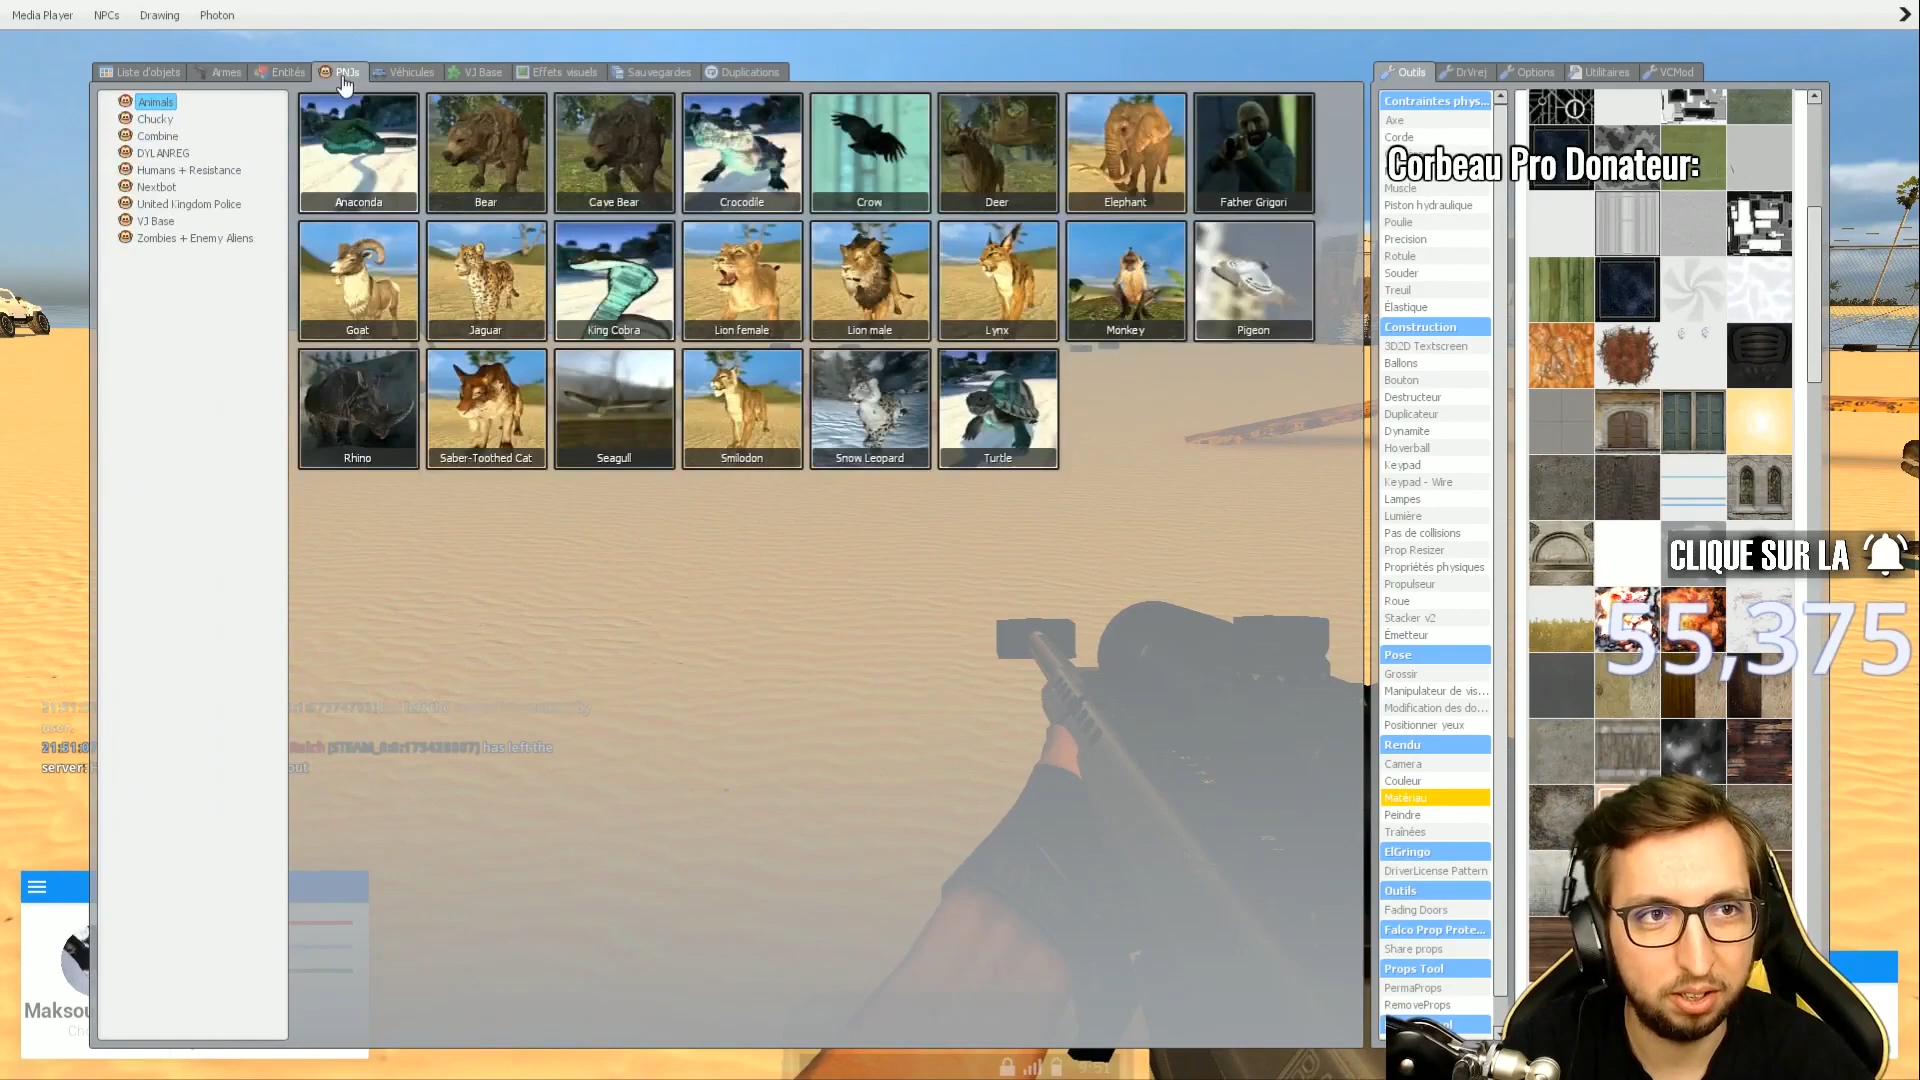 Media Player NPCs Drawing Photon
Liste d'objets Armes Entités PNJs Véhicules VJ Base Effets visuels Sauvegardes Duplications
Animals
Chucky
Combine
DYLANREG
Humans + Resistance
Nextbot
United Kingdom Police
VJ Base
Zombies + Enemy Aliens
Anaconda Bear Cave Bear Crocodile Crow Deer Elephant Father Grigori
Goat Jaguar King Cobra Lion female Lion male Lynx Monkey Pigeon
Rhino Saber-Toothed Cat Seagull Smilodon Snow Leopard Turtle
Outils DrVrej Options Utilitaires VCMod
Contraintes phys...
Axe
Corde
Corbeau Pro Donateur:
Muscle
Piston hydraulique
Poulie
Precision
Rotule
Souder
Treuil
Élastique
Construction
3D2D Textscreen
Ballons
Bouton
Destructeur
Duplicateur
Dynamite
Hoverball
Keypad
Keypad - Wire
Lampes
Lumière
Pas de collisions
Prop Resizer
Propriétés physiques
Propulseur
Roue
Stacker v2
Émetteur
Pose
Grossir
Manipulateur de vis...
Modification des do...
Positionner yeux
Rendu
Camera
Couleur
Matériau
Peindre
Traînées
ElGringo
DriverLicense Pattern
Outils
Fading Doors
Falco Prop Prote...
Share props
Props Tool
PermaProps
RemoveProps
CLIQUE SUR LA
55,375
user.
has left the
server:
Maksou
9:51